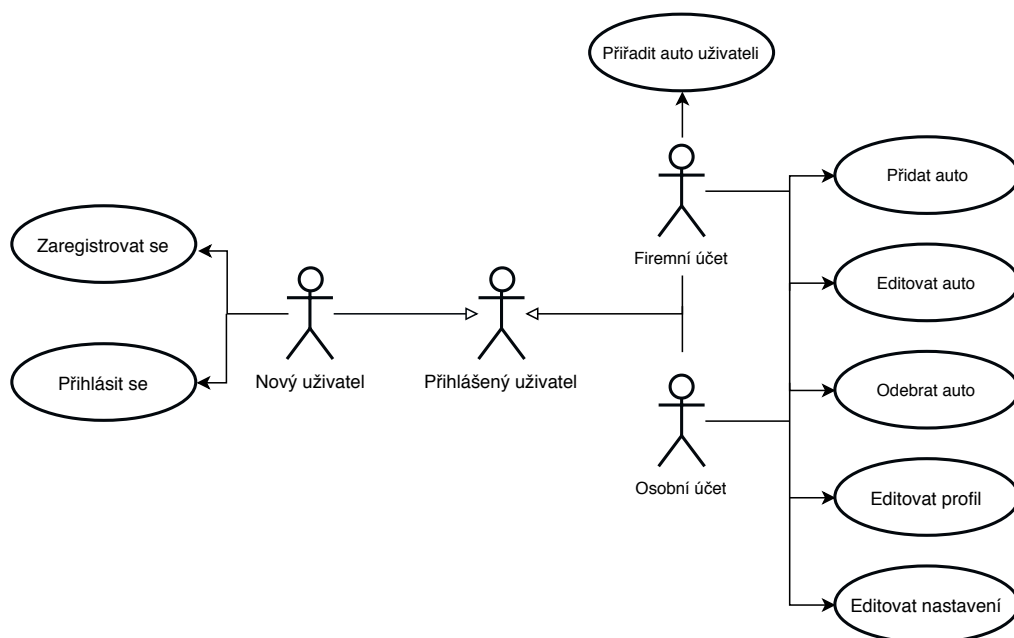 Přiřadit auto uživateli
Přidat auto
Zaregistrovat se
Firemní účet
Editovat auto
Přihlásit se
Nový uživatel
Přihlášený uživatel
Odebrat auto
Osobní účet
Editovat profil
Editovat nastavení